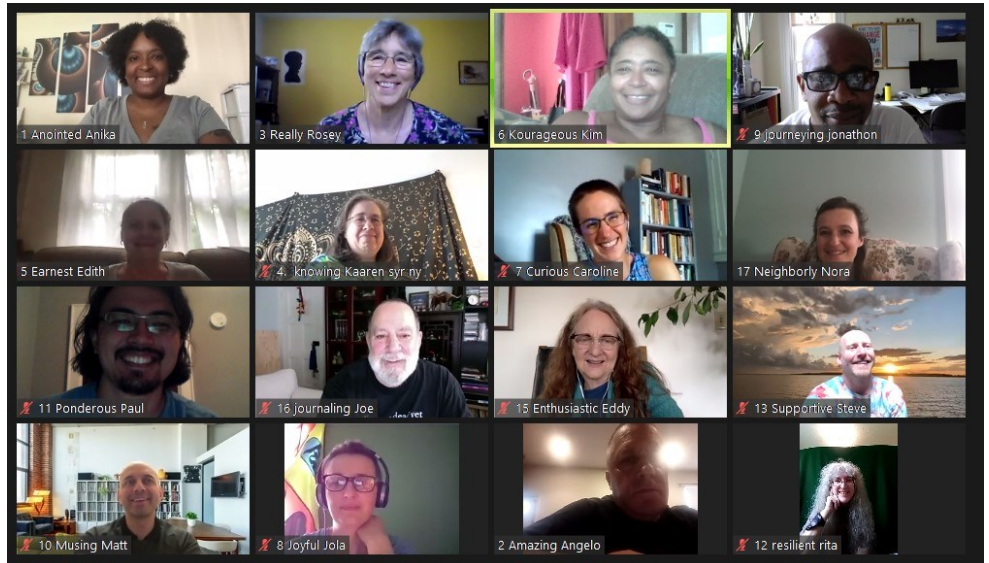 1 Anointed Anika
3 Really Rosey
6 Kourageous Kim
9 journeying jonathon
5 Earnest Edith
4. knowing Kaaren syr ny
7 Curious Caroline
17 Neighborly Nora
11 Ponderous Paul
16 journaling Joe
15 Enthusiastic Eddy
13 Supportive Steve
10 Musing Matt
8 Joyful Jola
2 Amazing Angelo
12 resilient rita